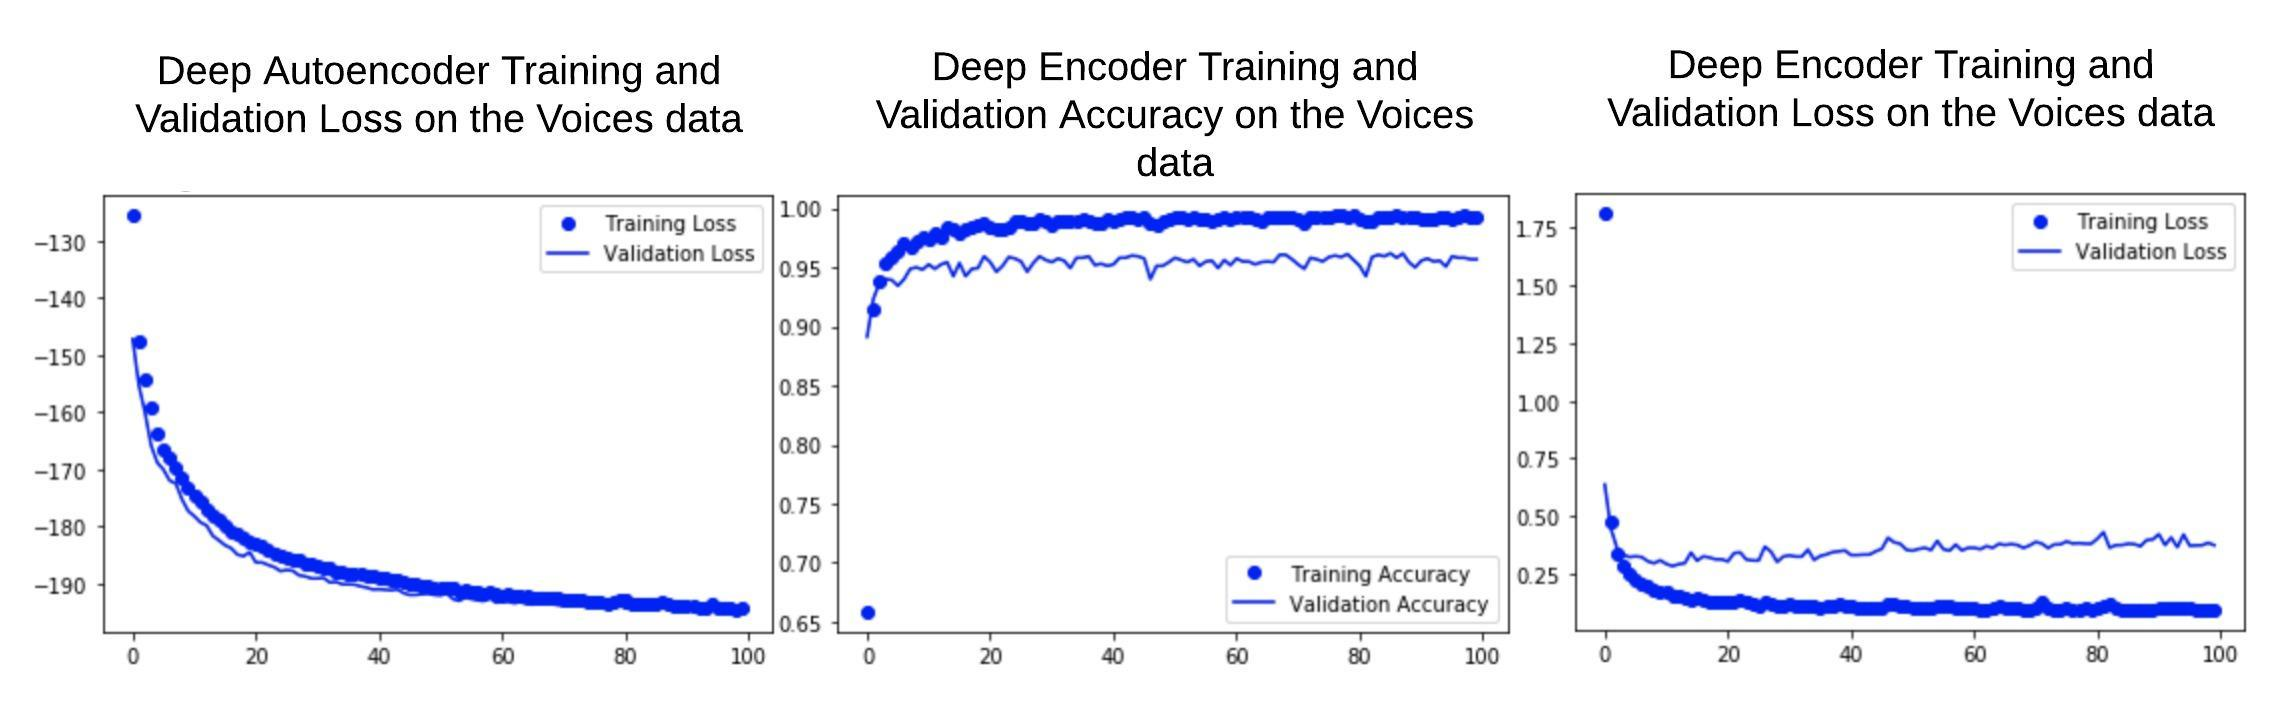 Deep Autoencoder Training and
Validation Loss on the Voices data
Training Loss
Validation Loss
−130
−140
−150
−160
−170
−180
−190
0 20 40 60 80 100
Deep Encoder Training and
Validation Accuracy on the Voices
data
1.00
0.95
0.90
0.85
0.80
0.75
0.70
0.65
Training Accuracy
Validation Accuracy
0 20 40 60 80 100
Deep Encoder Training and
Validation Loss on the Voices data
Training Loss
Validation Loss
1.75
1.50
1.25
1.00
0.75
0.50
0.25
0 20 40 60 80 100